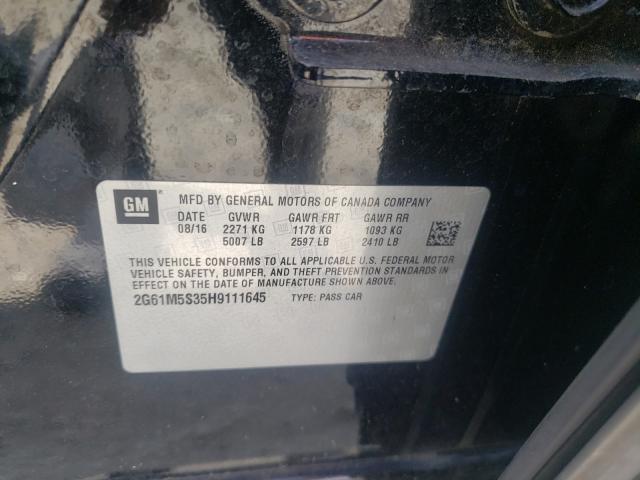 GM
MFD BY GENERAL MOTORS OF CANADA COMPANY
DATE GVWR GAWR FRT GAWR RR
08/16 2271 KG 1178 KG 1093 KG
5007 LB 2597 LB 2410 LB
THIS VEHICLE CONFORMS TO ALL APPLICABLE U.S. FEDERAL MOTOR
VEHICLE SAFETY, BUMPER, AND THEFT PREVENTION STANDARDS IN
EFFECT ON THE DATE OF MANUFACTURE SHOWN ABOVE.
2G61M5S35H9111645 TYPE: PASS CAR